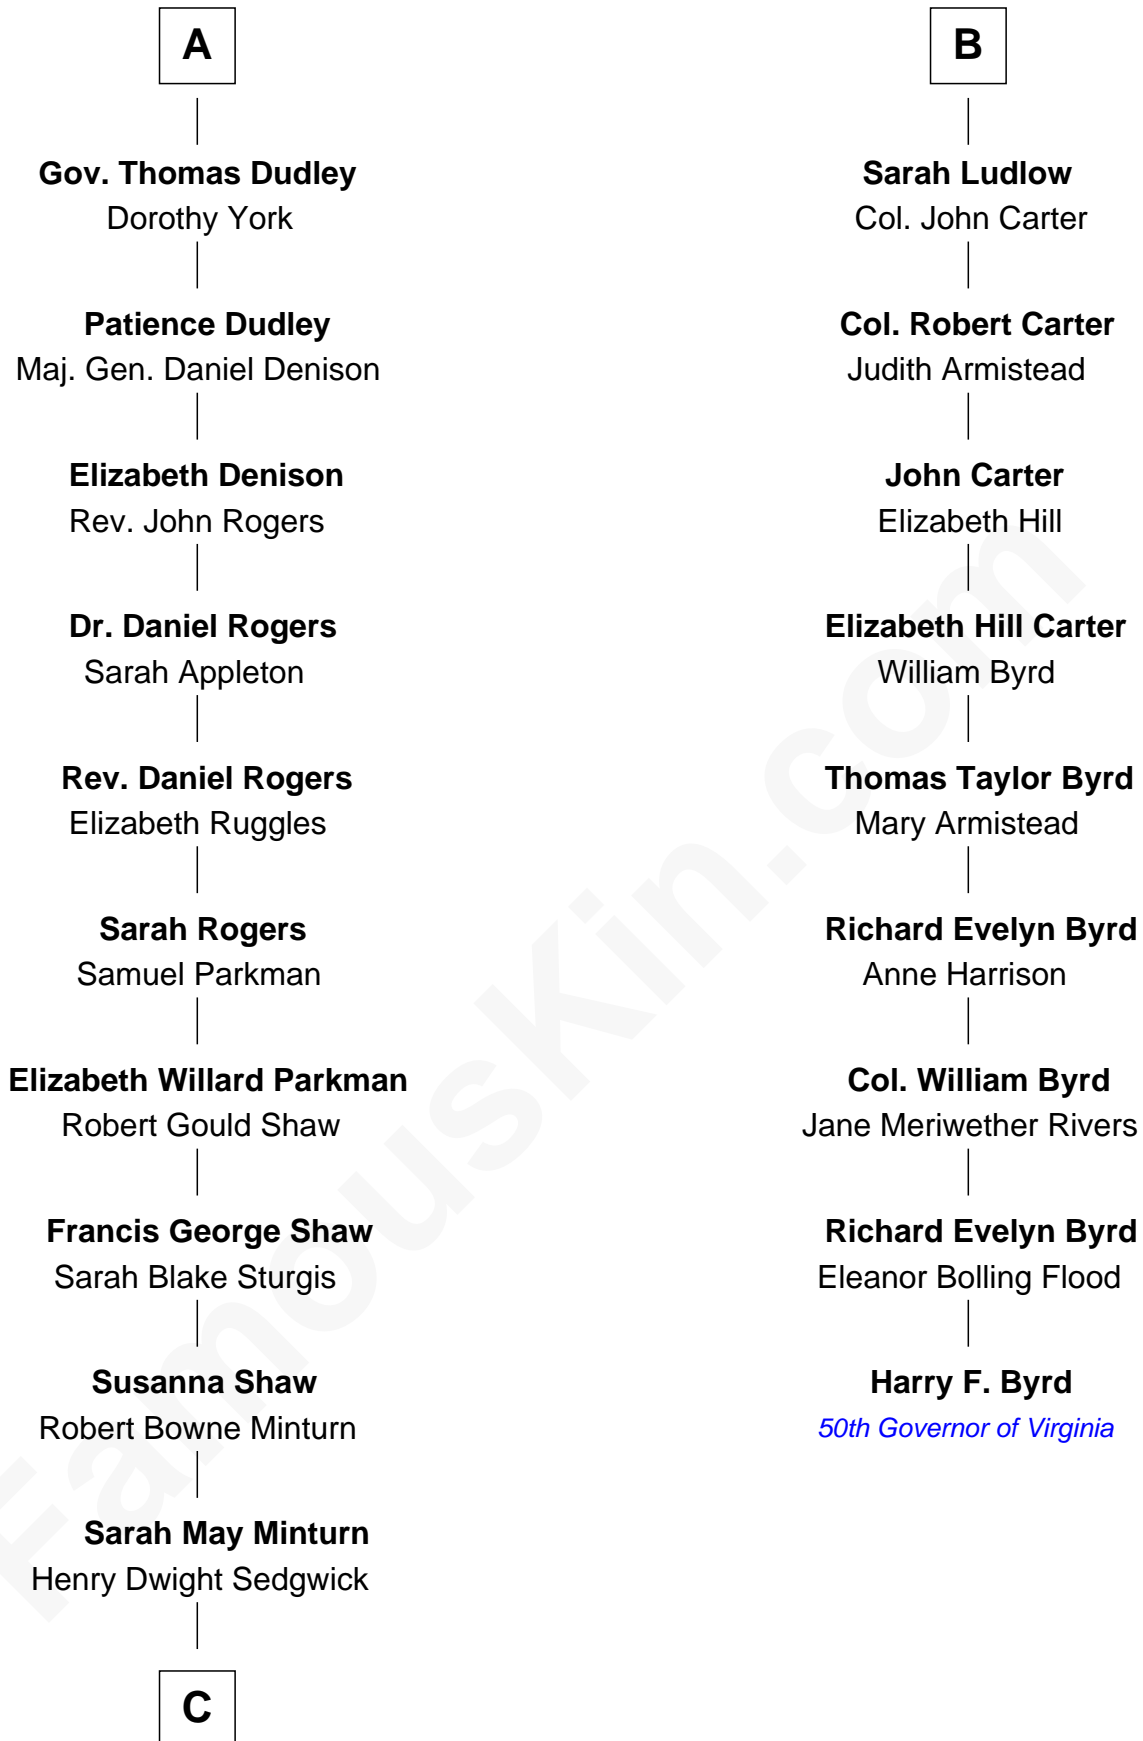 A
Gov. Thomas Dudley
Dorothy York
Patience Dudley
Maj. Gen. Daniel Denison
Elizabeth Denison
Rev. John Rogers
Dr. Daniel Rogers
Sarah Appleton
Rev. Daniel Rogers
Elizabeth Ruggles
Sarah Rogers
Samuel Parkman
Elizabeth Willard Parkman
Robert Gould Shaw
Francis George Shaw
Sarah Blake Sturgis
Susanna Shaw
Robert Bowne Minturn
Sarah May Minturn
Henry Dwight Sedgwick
C
B
Sarah Ludlow
Col. John Carter
Col. Robert Carter
Judith Armistead
John Carter
Elizabeth Hill
Elizabeth Hill Carter
William Byrd
Thomas Taylor Byrd
Mary Armistead
Richard Evelyn Byrd
Anne Harrison
Col. William Byrd
Jane Meriwether Rivers
Richard Evelyn Byrd
Eleanor Bolling Flood
Harry F. Byrd
50th Governor of Virginia
FamousKin.com